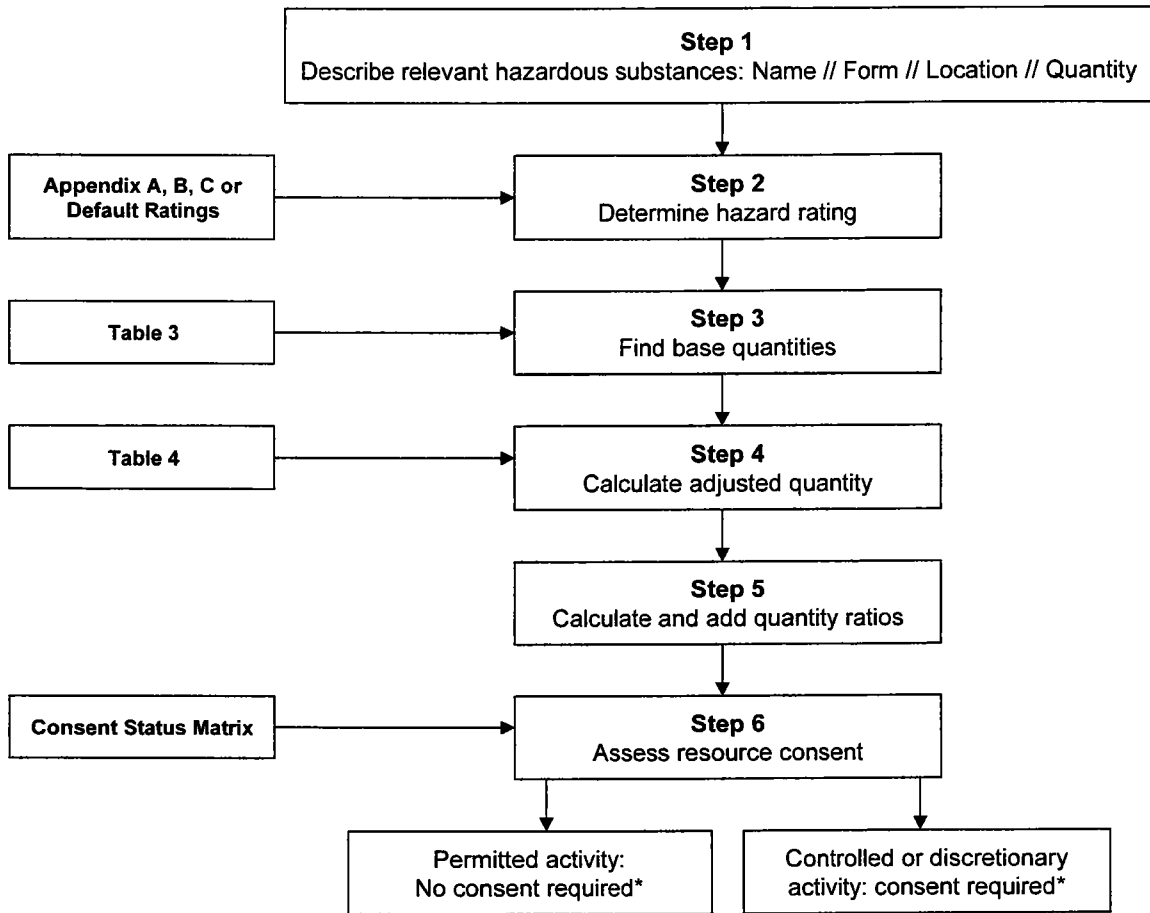 Step 1
Describe relevant hazardous substances: Name // Form // Location // Quantity
Appendix A, B, C or
Default Ratings
Step 2
Determine hazard rating
Table 3
Step 3
Find base quantities
Table 4
Step 4
Calculate adjusted quantity
Step 5
Calculate and add quantity ratios
Consent Status Matrix
Step 6
Assess resource consent
Permitted activity:
No consent required*
Controlled or discretionary
activity: consent required*